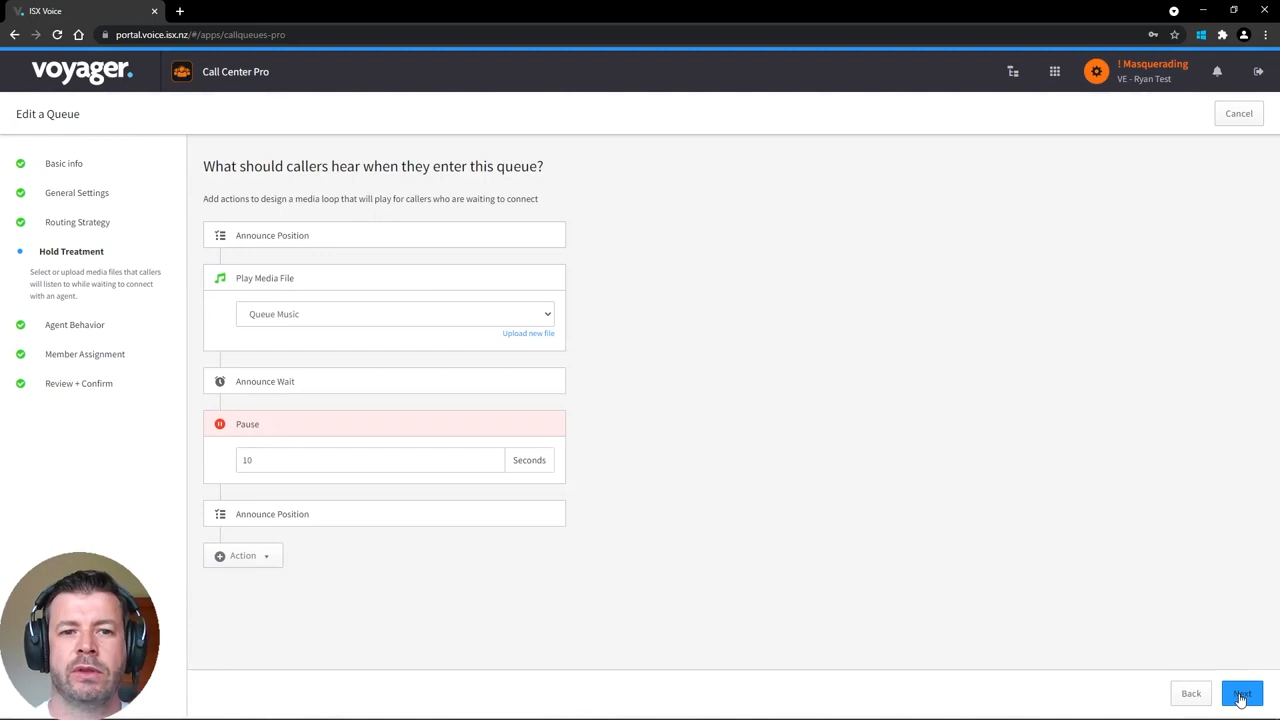 ISX Voice
portal.voice.isx.nz/#/apps/callqueues-pro
voyager.
Call Center Pro
! Masquerading
VE - Ryan Test
Edit a Queue
Cancel
Basic info
General Settings
Routing Strategy
Hold Treatment
Select or upload media files that callers
will listen to while waiting to connect
with an agent.
Agent Behavior
Member Assignment
Review + Confirm
What should callers hear when they enter this queue?
Add actions to design a media loop that will play for callers who are waiting to connect
Announce Position
Play Media File
Queue Music
Upload new file
Announce Wait
Pause
10
Seconds
Announce Position
Action
Back
Next